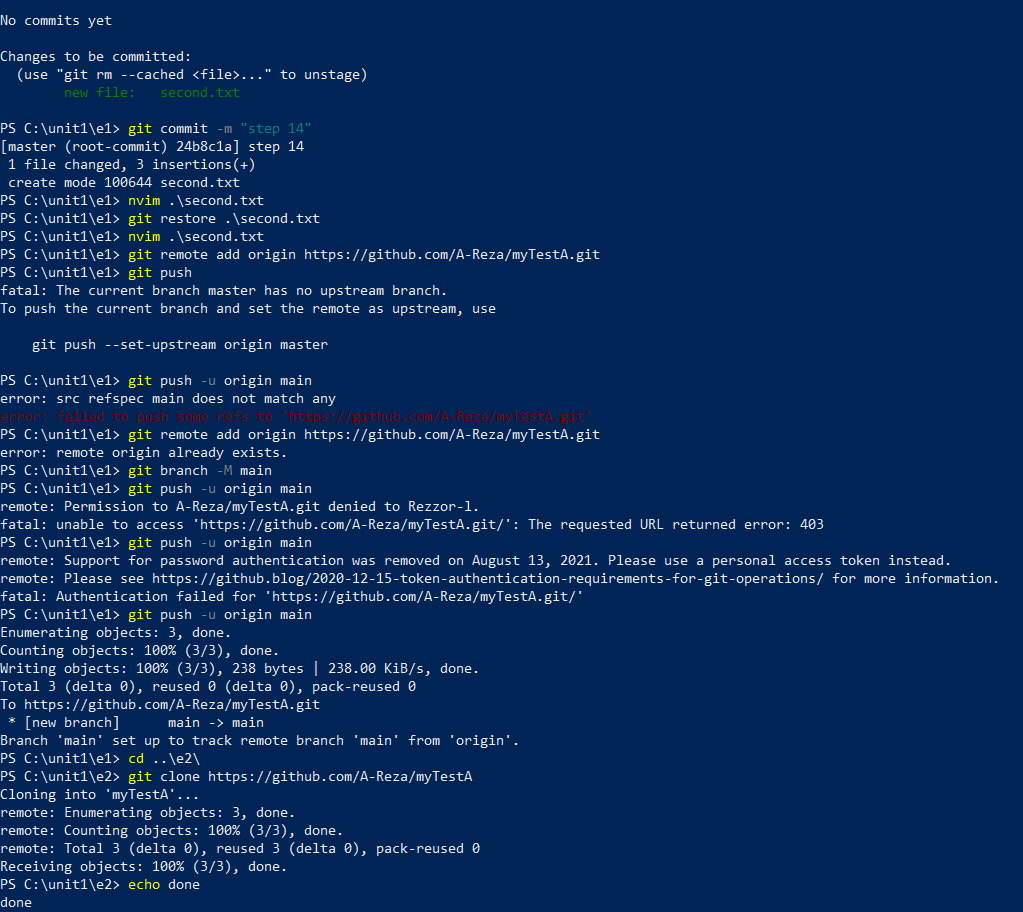 No commits yet
Changes to be committed:
(use "git rm --cached <file>..." to unstage)
new file: second.txt
PS C:\unit1\e1> git commit -m "step 14"
[master (root-commit) 24b8c1a] step 14
1 file changed, 3 insertions(+)
create mode 100644 second.txt
PS C:\unit1\e1> nvim .\second.txt
PS C:\unit1\e1> git restore .\second.txt
PS C:\unit1\e1> nvim .\second.txt
PS C:\unit1\e1> git remote add origin https://github.com/A-Reza/myTestA.git
PS C:\unit1\e1> git push
fatal: The current branch master has no upstream branch.
To push the current branch and set the remote as upstream, use
git push --set-upstream origin master
PS C:\unit1\e1> git push -u origin main
error: src refspec main does not match any
error: failed to push some refs to 'https://github.com/A-Reza/myTestA.git'
PS C:\unit1\e1> git remote add origin https://github.com/A-Reza/myTestA.git
error: remote origin already exists.
PS C:\unit1\e1> git branch -M main
PS C:\unit1\e1> git push -u origin main
remote: Permission to A-Reza/myTestA.git denied to Rezzor-l.
fatal: unable to access 'https://github.com/A-Reza/myTestA.git/': The requested URL returned error: 403
PS C:\unit1\e1> git push -u origin main
remote: Support for password authentication was removed on August 13, 2021. Please use a personal access token instead.
remote: Please see https://github.blog/2020-12-15-token-authentication-requirements-for-git-operations/ for more information.
fatal: Authentication failed for 'https://github.com/A-Reza/myTestA.git/'
PS C:\unit1\e1> git push -u origin main
Enumerating objects: 3, done.
Counting objects: 100% (3/3), done.
Writing objects: 100% (3/3), 238 bytes | 238.00 KiB/s, done.
Total 3 (delta 0), reused 0 (delta 0), pack-reused 0
To https://github.com/A-Reza/myTestA.git
* [new branch] main -> main
Branch 'main' set up to track remote branch 'main' from 'origin'.
PS C:\unit1\e1> cd ..\e2\
PS C:\unit1\e2> git clone https://github.com/A-Reza/myTestA
Cloning into 'myTestA'...
remote: Enumerating objects: 3, done.
remote: Counting objects: 100% (3/3), done.
remote: Total 3 (delta 0), reused 3 (delta 0), pack-reused 0
Receiving objects: 100% (3/3), done.
PS C:\unit1\e2> echo done
done